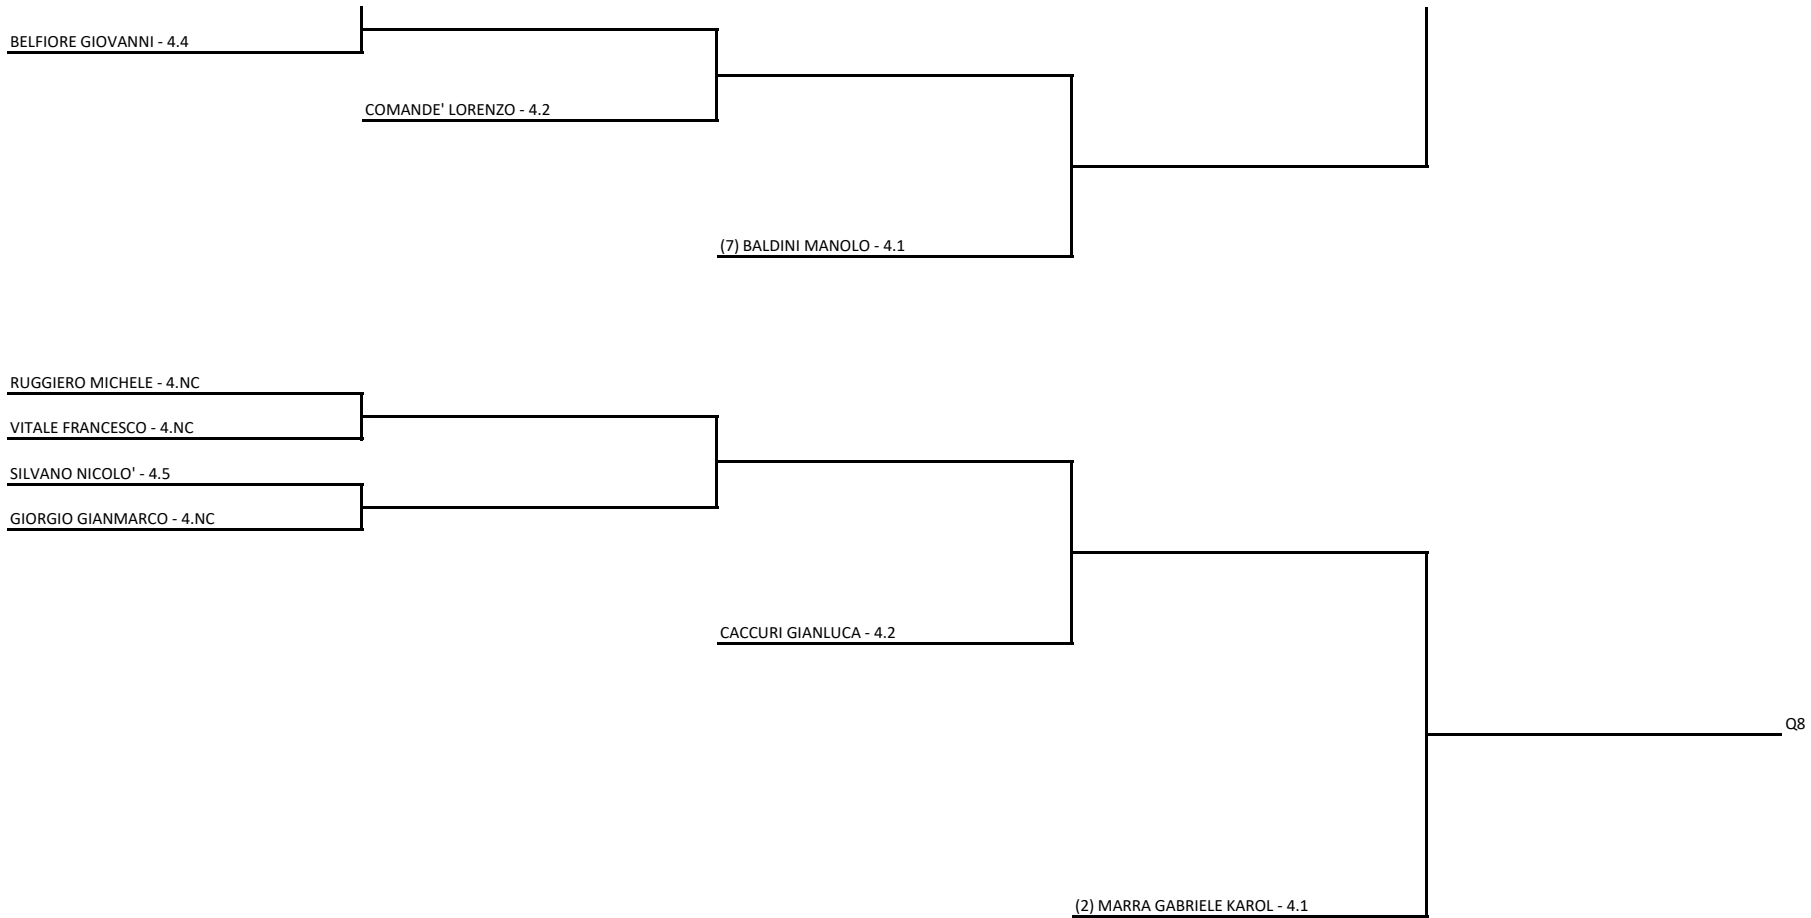 BELFIORE GIOVANNI - 4.4
COMANDE' LORENZO - 4.2
(7) BALDINI MANOLO - 4.1
RUGGIERO MICHELE - 4.NC
VITALE FRANCESCO - 4.NC
SILVANO NICOLO' - 4.5
GIORGIO GIANMARCO - 4.NC
CACCURI GIANLUCA - 4.2
Q8
(2) MARRA GABRIELE KAROL - 4.1